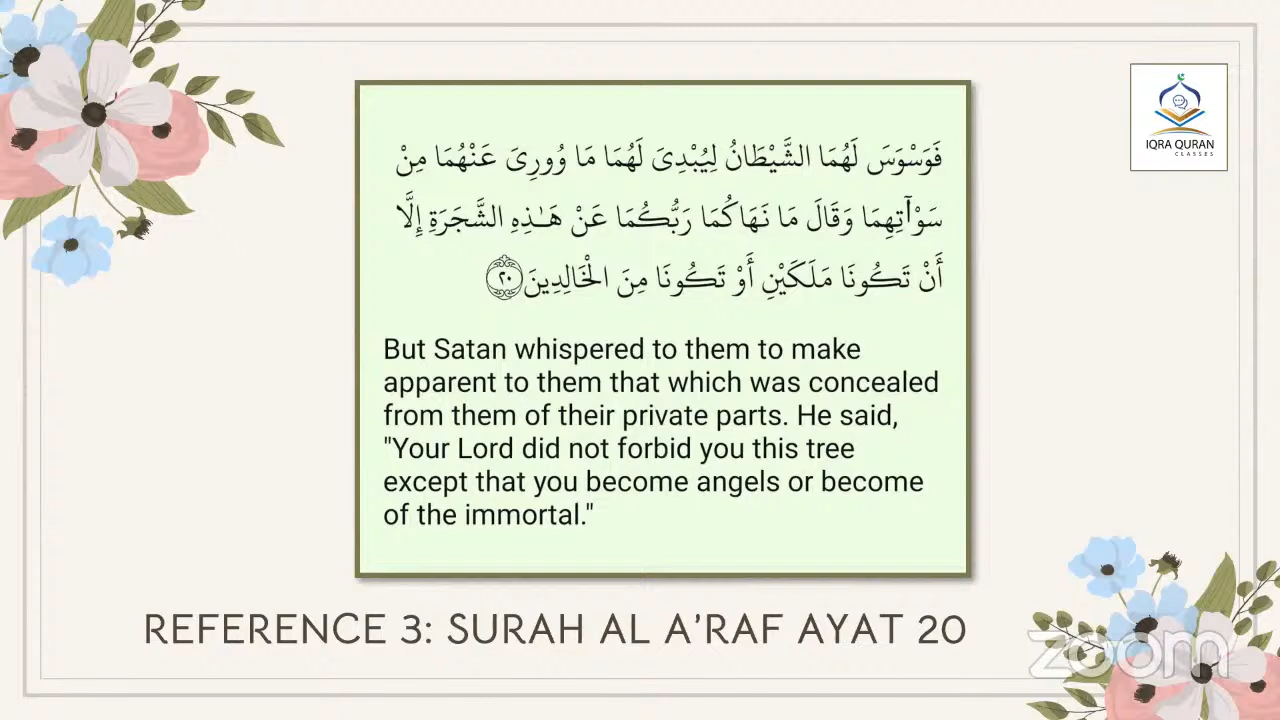 IQRA QURAN
CLASSES
فَوَسْوَسَ لَهُمَا الشَّيْطَانُ لِيُبْدِىَ لَهُمَا مَا وُورِىَ عَنْهُمَا مِنْ
سَوْآتِهِمَا وَقَالَ مَا نَهَاكُمَا رَبُّكُمَا عَنْ هَـٰذِهِ الشَّجَرَةِ إِلَّا
أَنْ تَكُونَا مَلَكَيْنِ أَوْ تَكُونَا مِنَ الْخَالِدِينَ ٢٠
But Satan whispered to them to make
apparent to them that which was concealed
from them of their private parts. He said,
"Your Lord did not forbid you this tree
except that you become angels or become
of the immortal."
REFERENCE 3: SURAH AL A’RAF AYAT 20
zoom